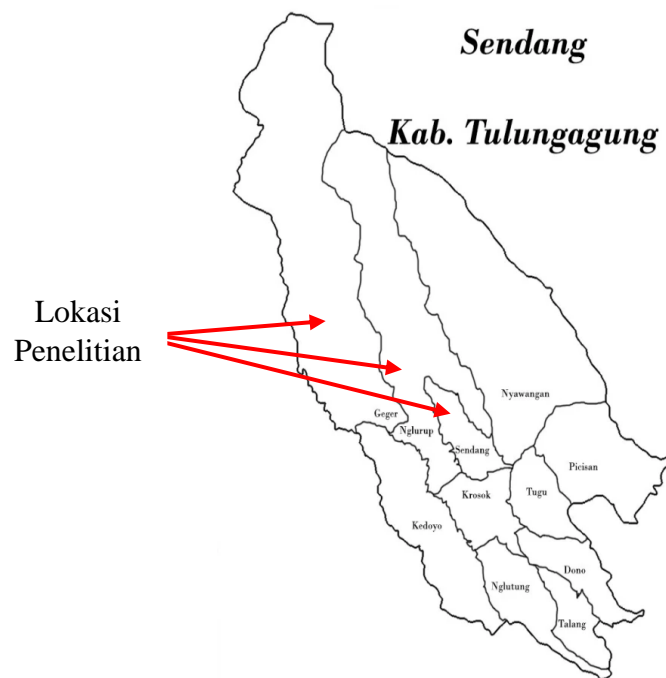 Sendang
Kab. Tulungagung
Lokasi
Penelitian
Nyawangan
Geger
Nglurup
Sendang
Picisan
Krosok
Tugu
Kedoyo
Dono
Nglutung
Talang